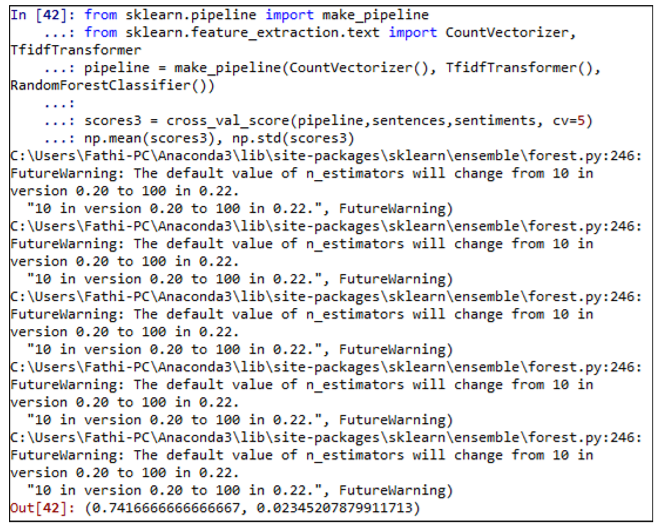 In [42]: from sklearn.pipeline import make_pipeline
    ...: from sklearn.feature_extraction.text import CountVectorizer,
TfidfTransformer
    ...: pipeline = make_pipeline(CountVectorizer(), TfidfTransformer(),
RandomForestClassifier())
    ...:
    ...: scores3 = cross_val_score(pipeline,sentences,sentiments, cv=5)
    ...: np.mean(scores3), np.std(scores3)
C:\Users\Fathi-PC\Anaconda3\lib\site-packages\sklearn\ensemble\forest.py:246:
FutureWarning: The default value of n_estimators will change from 10 in
version 0.20 to 100 in 0.22.
  "10 in version 0.20 to 100 in 0.22.", FutureWarning)
C:\Users\Fathi-PC\Anaconda3\lib\site-packages\sklearn\ensemble\forest.py:246:
FutureWarning: The default value of n_estimators will change from 10 in
version 0.20 to 100 in 0.22.
  "10 in version 0.20 to 100 in 0.22.", FutureWarning)
C:\Users\Fathi-PC\Anaconda3\lib\site-packages\sklearn\ensemble\forest.py:246:
FutureWarning: The default value of n_estimators will change from 10 in
version 0.20 to 100 in 0.22.
  "10 in version 0.20 to 100 in 0.22.", FutureWarning)
C:\Users\Fathi-PC\Anaconda3\lib\site-packages\sklearn\ensemble\forest.py:246:
FutureWarning: The default value of n_estimators will change from 10 in
version 0.20 to 100 in 0.22.
  "10 in version 0.20 to 100 in 0.22.", FutureWarning)
C:\Users\Fathi-PC\Anaconda3\lib\site-packages\sklearn\ensemble\forest.py:246:
FutureWarning: The default value of n_estimators will change from 10 in
version 0.20 to 100 in 0.22.
  "10 in version 0.20 to 100 in 0.22.", FutureWarning)
Out[42]: (0.7416666666666667, 0.02345207879911713)